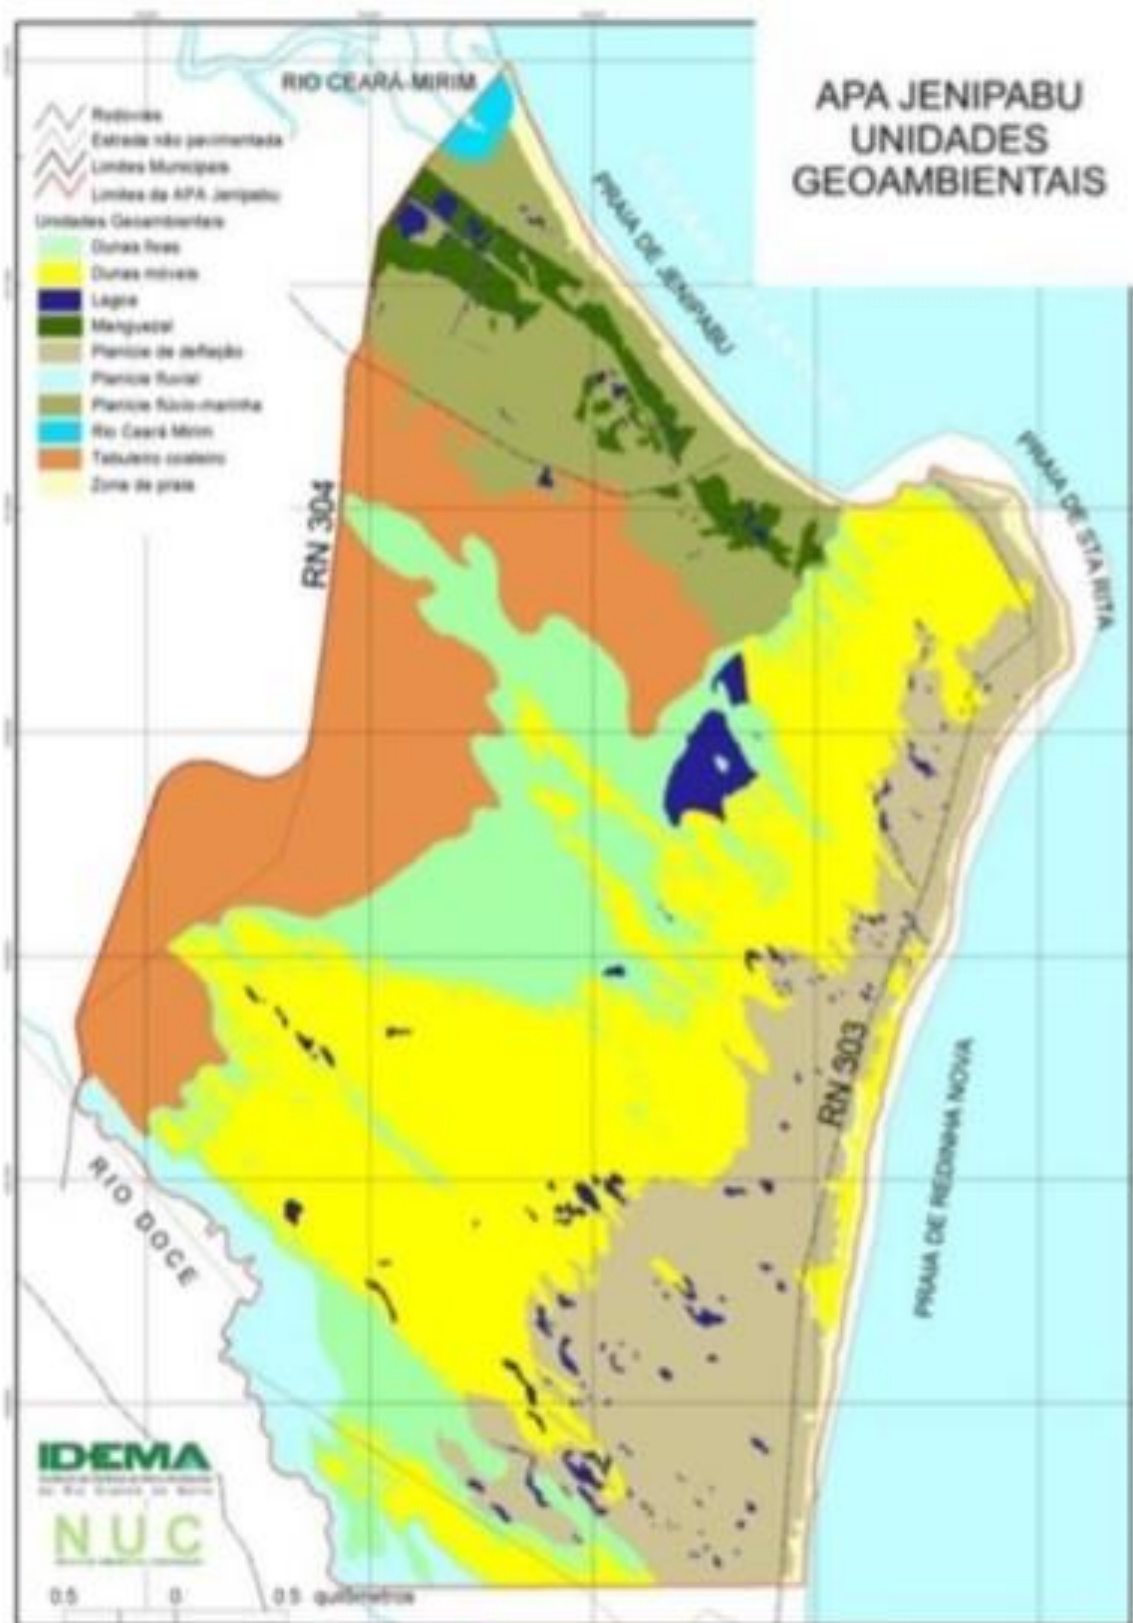 RIO CEARÁ-MIRIM
APA JENIPABU
UNIDADES
GEOAMBIENTAIS
Rodovias
Estrada não pavimentada
Limites Municipais
Limites da APA Jenipabu
Unidades Geoambientais
Dunas fixas
Dunas móveis
Lagoa
Manguezal
Planície de deflação
Planície fluvial
Planície flúvio-marinha
Rio Ceará Mirim
Tabuleiro costeiro
Zona de praia
PRAIA DE JENIPABU
PRAIA DE STA RITA
RN 304
RN 303
PRAIA DE REDINHA NOVA
RIO DOCE
IDEMA
NUC
0.5 0 0.5 quilômetros